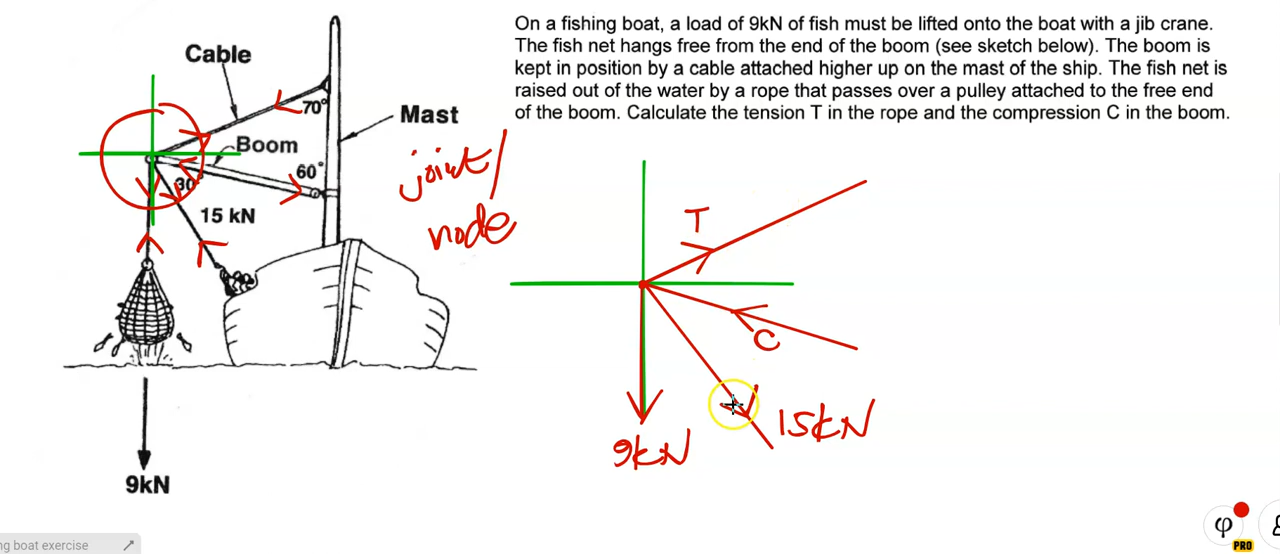 On a fishing boat, a load of 9kN of fish must be lifted onto the boat with a jib crane.
The fish net hangs free from the end of the boom (see sketch below). The boom is
kept in position by a cable attached higher up on the mast of the ship. The fish net is
raised out of the water by a rope that passes over a pulley attached to the free end
of the boom. Calculate the tension T in the rope and the compression C in the boom.
Cable
70°
Mast
Boom
60°
30°
15 kN
joint/
node
T
C
15kN
9kN
9kN
ng boat exercise
φ
PRO